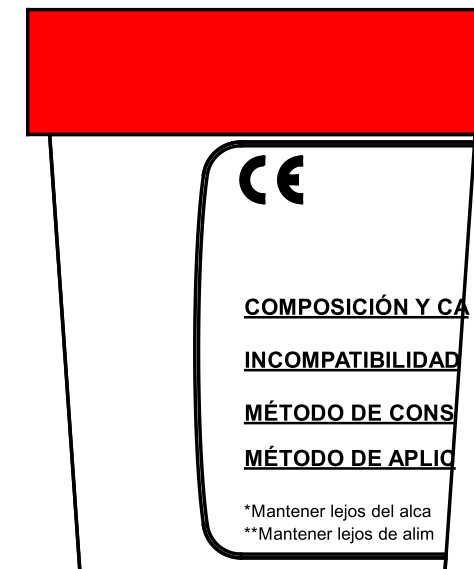 CE
COMPOSICIÓN Y CA
INCOMPATIBILIDAD
MÉTODO DE CONS
MÉTODO DE APLIC
*Mantener lejos del alca
**Mantener lejos de alim